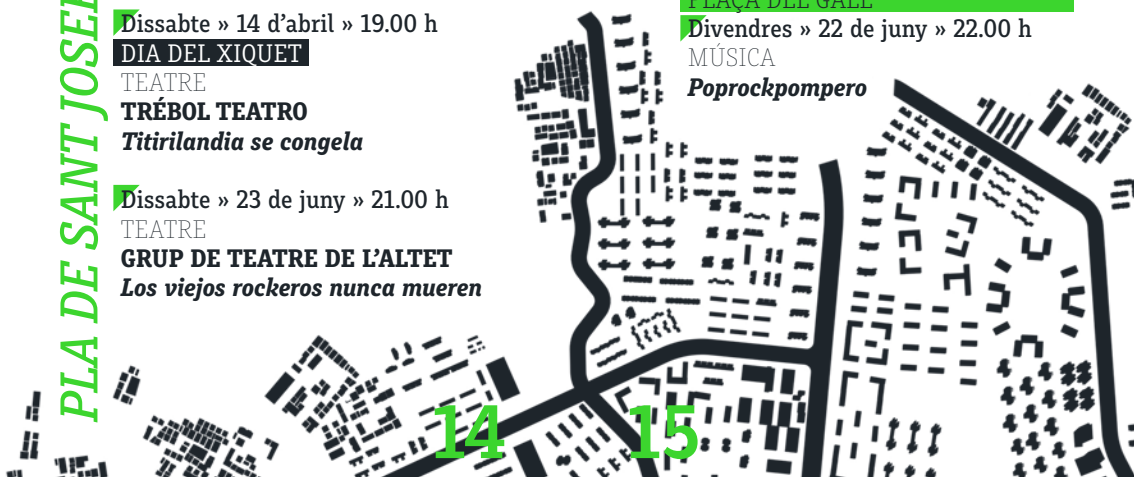 PLA DE SANT JOSEP
Dissabte » 14 d’abril » 19.00 h
DIA DEL XIQUET
TEATRE
TRÉBOL TEATRO
Titirilandia se congela
Dissabte » 23 de juny » 21.00 h
TEATRE
GRUP DE TEATRE DE L’ALTET
Los viejos rockeros nunca mueren
PLAÇA DEL GALL
Divendres » 22 de juny » 22.00 h
MÚSICA
Poprockpompero
14
15